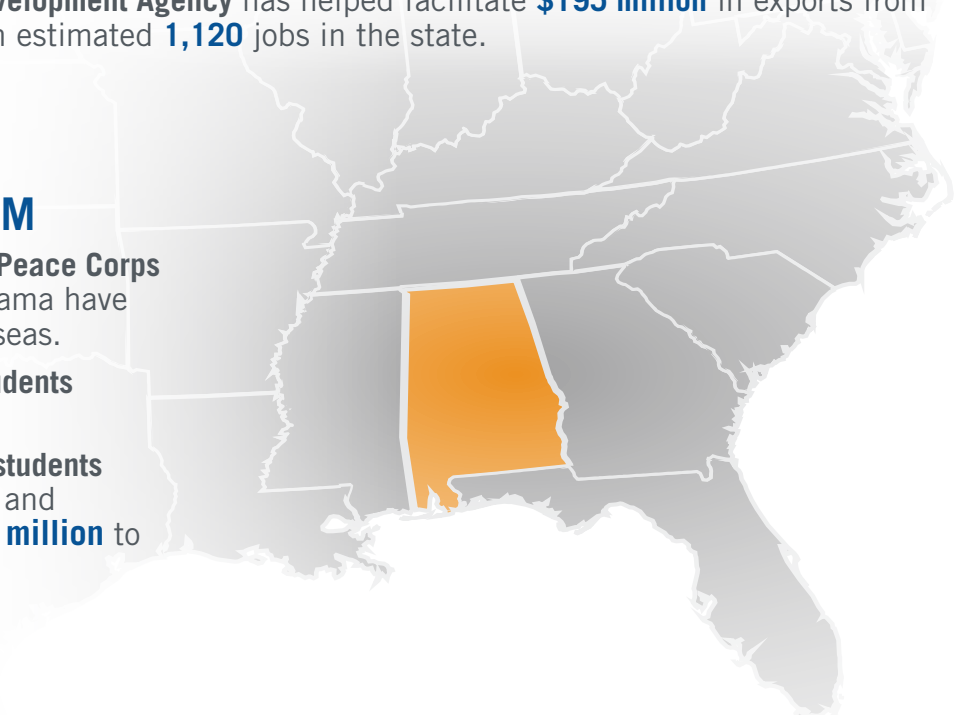 velopment Agency has helped facilitate $195 million in exports from
n estimated 1,120 jobs in the state.
M
Peace Corps
ama have
seas.
dents
students
and
million to